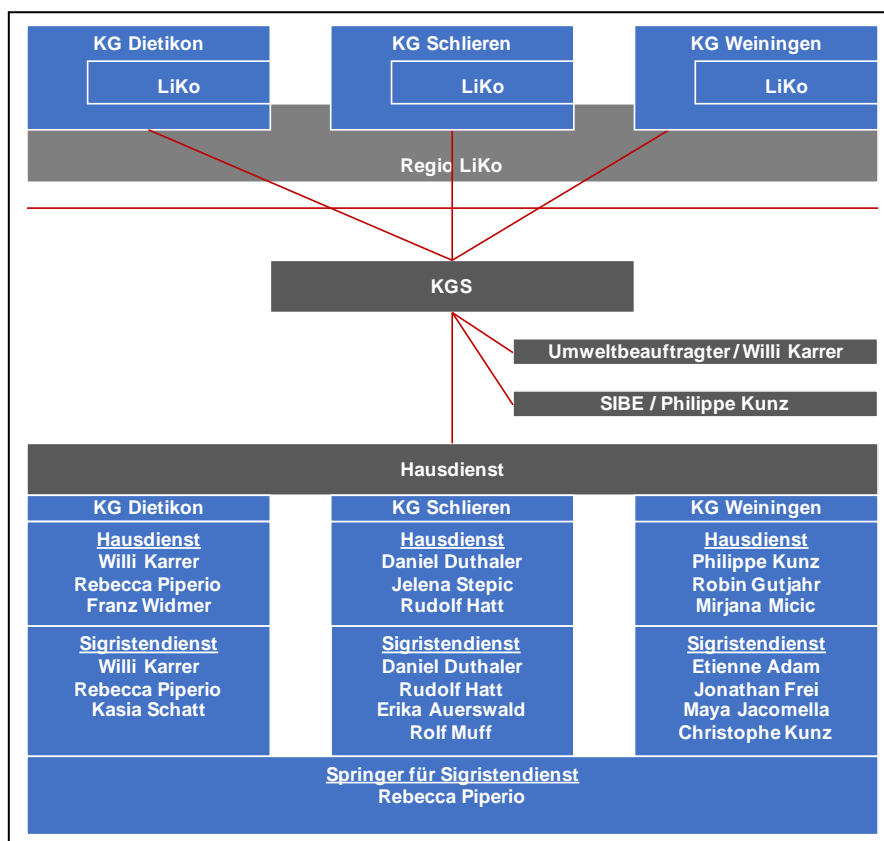 KG Dietikon
LiKo
KG Schlieren
LiKo
KG Weiningen
LiKo
Regio LiKo
KGS
Umweltbeauftragter / Willi Karrer
SIBE / Philippe Kunz
Hausdienst
KG Dietikon
Hausdienst
Willi Karrer
Rebecca Piperio
Franz Widmer
Sigristendienst
Willi Karrer
Rebecca Piperio
Kasia Schatt
KG Schlieren
Hausdienst
Daniel Duthaler
Jelena Stepic
Rudolf Hatt
Sigristendienst
Daniel Duthaler
Rudolf Hatt
Erika Auerswald
Rolf Muff
KG Weiningen
Hausdienst
Philippe Kunz
Robin Gutjahr
Mirjana Micic
Sigristendienst
Etienne Adam
Jonathan Frei
Maya Jacomella
Christophe Kunz
Springer für Sigristendienst
Rebecca Piperio